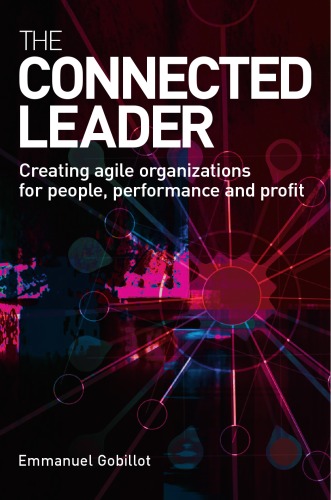 THE
CONNECTED
LEADER
Creating agile organizations
for people, performance and profit
Emmanuel Gobillot